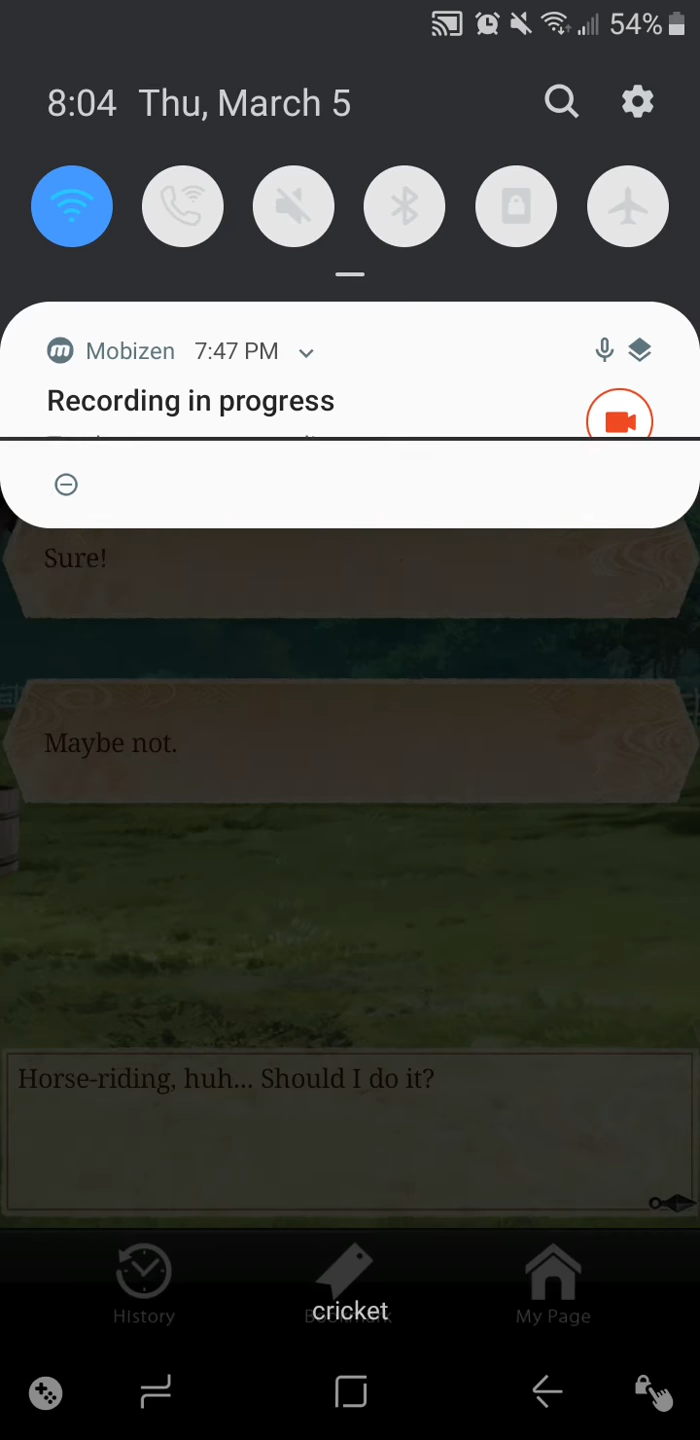 54%
8:04 Thu, March 5
Mobizen 7:47 PM
Recording in progress
Sure!
Maybe not.
Horse-riding, huh... Should I do it?
cricket
History
My Page